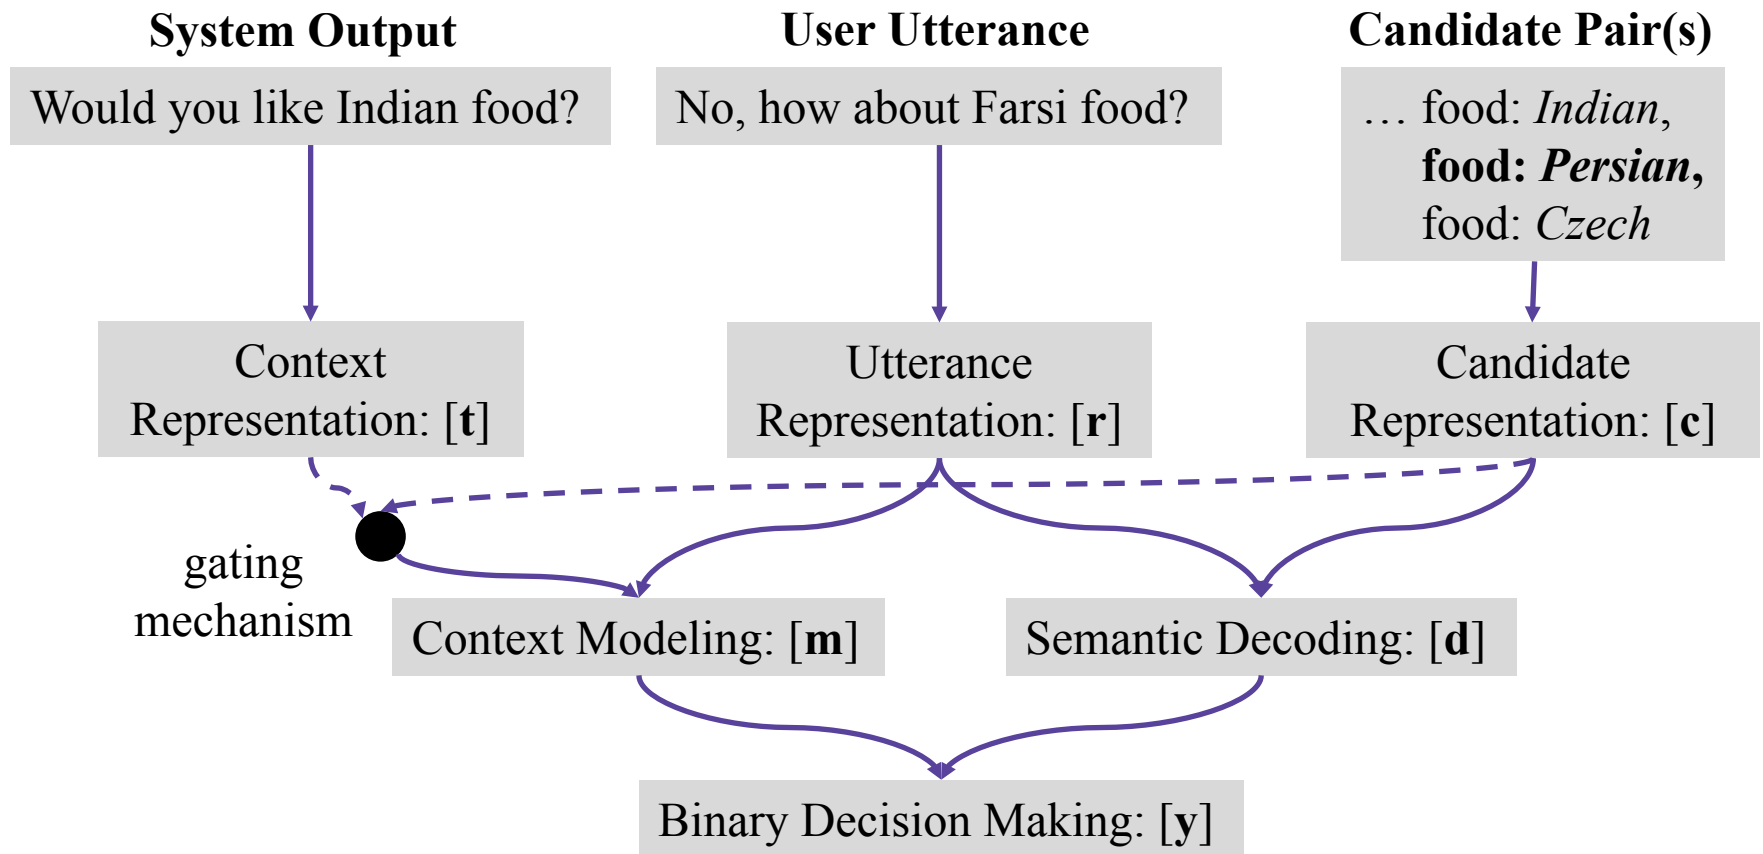 System Output
Would you like Indian food?
User Utterance
No, how about Farsi food?
Candidate Pair(s)
… food: Indian,
food: Persian,
food: Czech
Context
Representation: [t]
Utterance
Representation: [r]
Candidate
Representation: [c]
gating
mechanism
Context Modeling: [m]
Semantic Decoding: [d]
Binary Decision Making: [y]